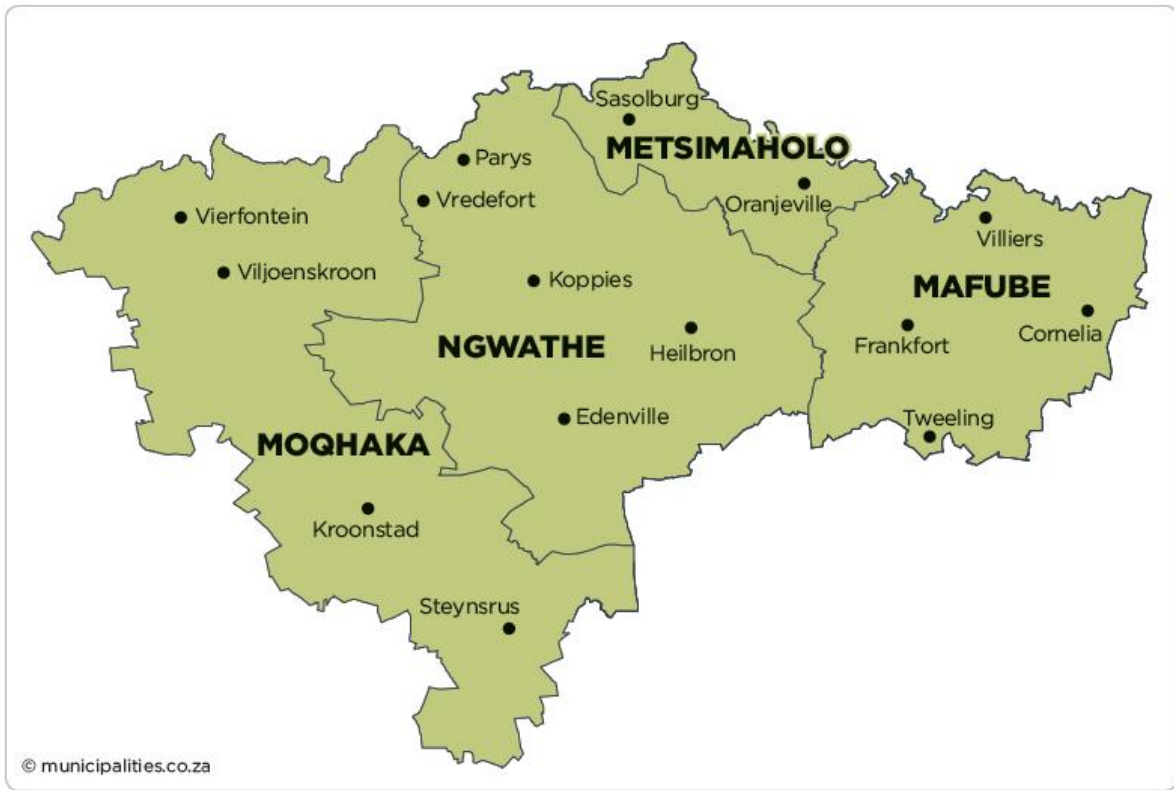 Sasolburg
METSIMAHOLO
Parys
Vredefort
Oranjeville
Vierfontein
Villiers
Viljoenskroon
Koppies
MAFUBE
Cornelia
NGWATHE
Heilbron
Frankfort
Edenville
Tweeling
MOQHAKA
Kroonstad
Steynsrus
© municipalities.co.za